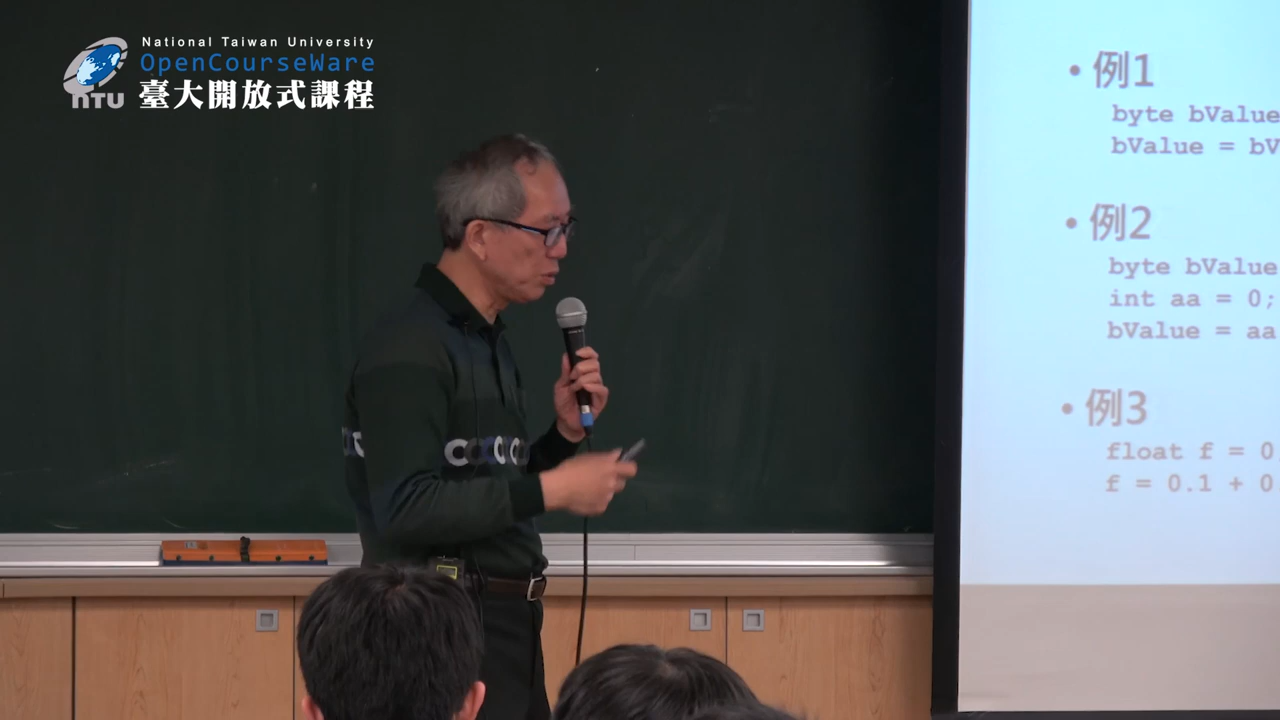 National Taiwan University
OpenCourseWare
臺大開放式課程
NTU
• 例1
byte bValue
bValue = bV
• 例2
byte bValue
int aa = 0;
bValue = aa
• 例3
float f = 0
f = 0.1 + 0